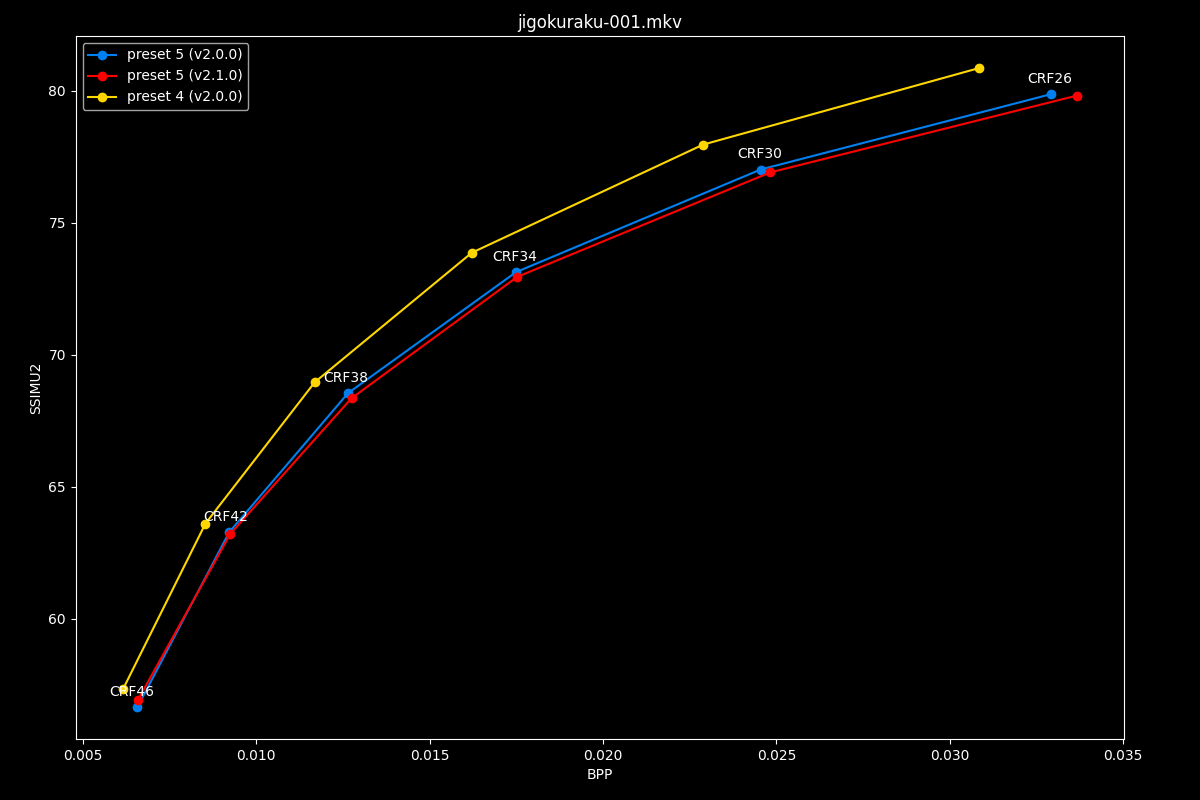 jigokuraku-001.mkv
preset 5 (v2.0.0)
preset 5 (v2.1.0)
preset 4 (v2.0.0)
CRF26
CRF30
CRF34
CRF38
CRF42
CRF46
80
75
70
65
60
SSIMU2
0.005 0.010 0.015 0.020 0.025 0.030 0.035
BPP